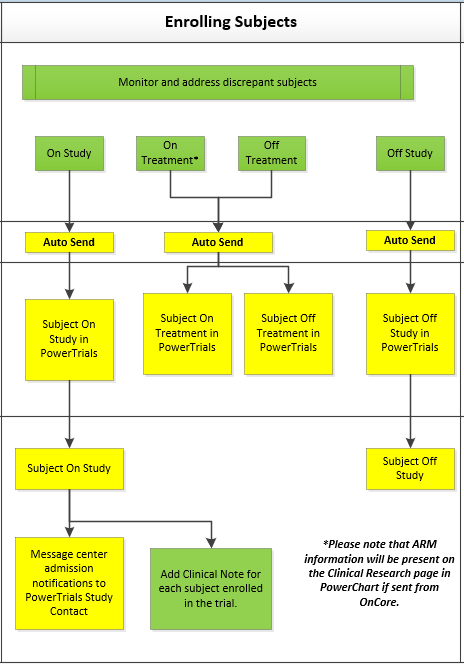 Enrolling Subjects
Monitor and address discrepant subjects
On Study
On
Treatment*
Off
Treatment
Off Study
Auto Send
Auto Send
Auto Send
Subject On
Study in
PowerTrials
Subject On
Treatment in
PowerTrials
Subject Off
Treatment in
PowerTrials
Subject Off
Study in
PowerTrials
Subject On Study
Subject Off
Study
Message center
admission
notifications to
PowerTrials Study
Contact
Add Clinical Note for
each subject enrolled
in the trial.
*Please note that ARM
information will be present on
the Clinical Research page in
PowerChart if sent from
OnCore.